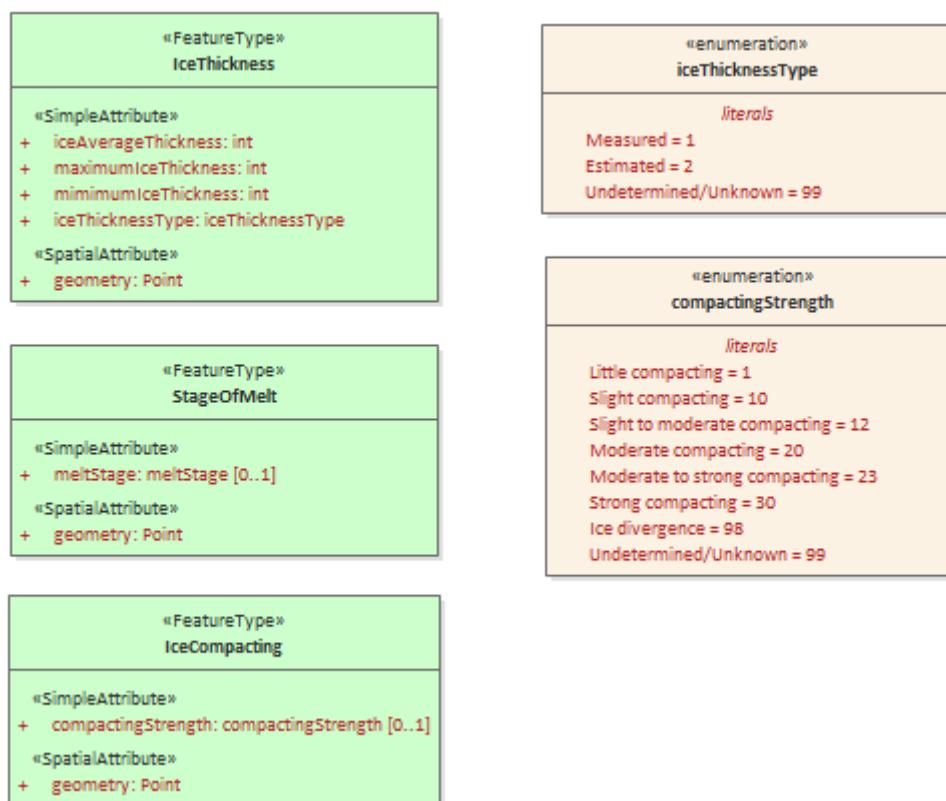 «FeatureType»
IceThickness
«SimpleAttribute»
+ iceAverageThickness: int
+ maximumIceThickness: int
+ mimimumIceThickness: int
+ iceThicknessType: iceThicknessType
«SpatialAttribute»
+ geometry: Point
«FeatureType»
StageOfMelt
«SimpleAttribute»
+ meltStage: meltStage [0..1]
«SpatialAttribute»
+ geometry: Point
«FeatureType»
IceCompacting
«SimpleAttribute»
+ compactingStrength: compactingStrength [0..1]
«SpatialAttribute»
+ geometry: Point
«enumeration»
iceThicknessType
literals
Measured = 1
Estimated = 2
Undetermined/Unknown = 99
«enumeration»
compactingStrength
literals
Little compacting = 1
Slight compacting = 10
Slight to moderate compacting = 12
Moderate compacting = 20
Moderate to strong compacting = 23
Strong compacting = 30
Ice divergence = 98
Undetermined/Unknown = 99